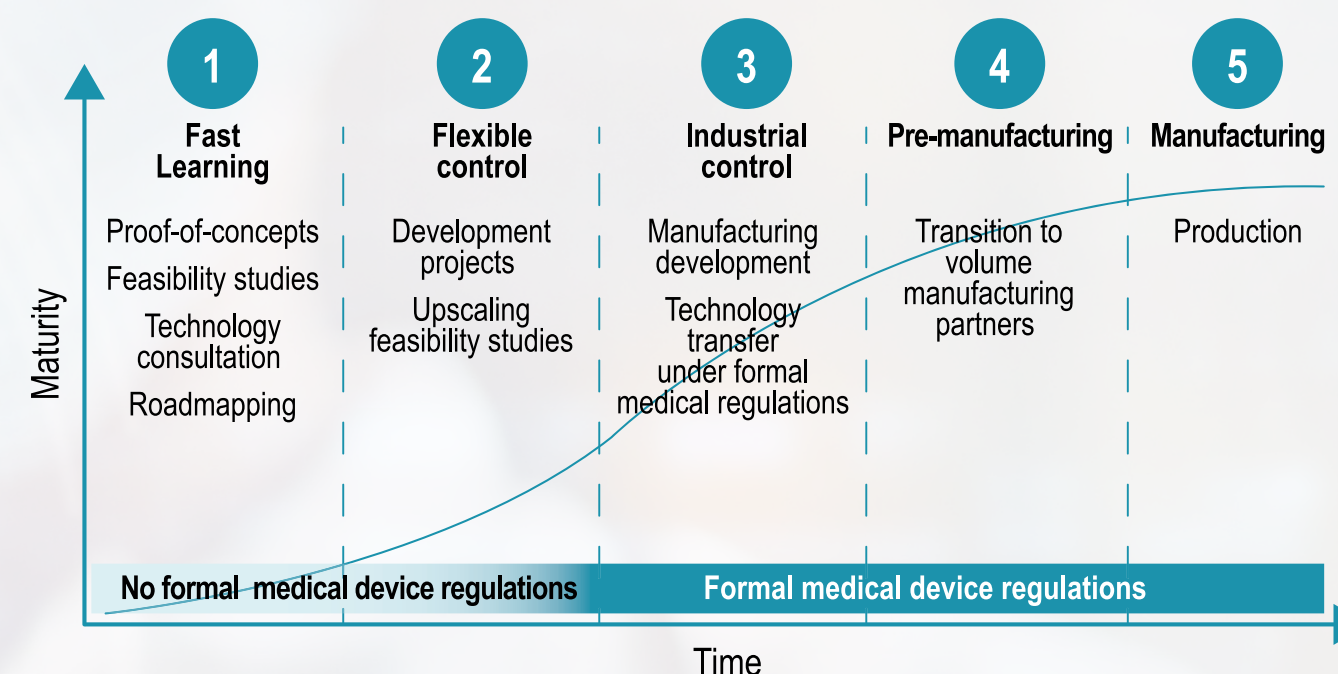 1
2
3
4
5
Fast
Learning
Flexible
control
Industrial
control
Pre-manufacturing
Manufacturing
Proof-of-concepts
Feasibility studies
Technology
consultation
Roadmapping
Development
projects
Upscaling
feasibility studies
Manufacturing
development
Technology
transfer
under formal
medical regulations
Transition to
volume
manufacturing
partners
Production
Maturity
No formal medical device regulations
Formal medical device regulations
Time